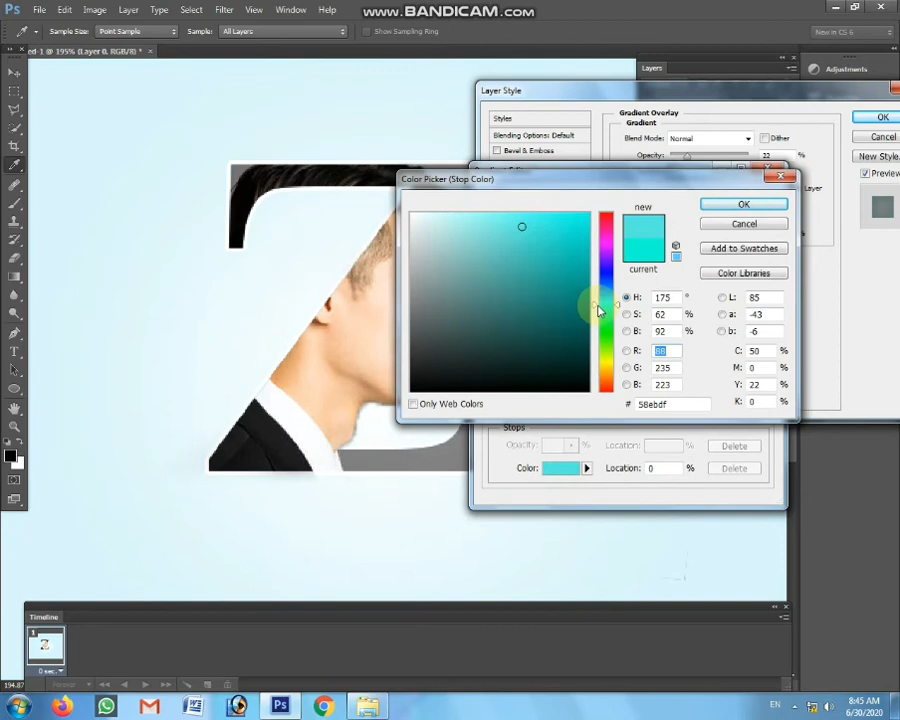 www.BANDICAM.com
Ps File Edit Image Layer Type Select Filter View Window Help
Sample Size: Point Sample Sample: All Layers Show Sampling Ring New in CS 6
ed-1 @ 195% (Layer 0, RGB/8) * ×
Layers
Adjustments
Layer Style
Styles
Blending Options: Default
Bevel & Emboss
Gradient Overlay
Gradient
Blend Mode: Normal Dither
Opacity: 22 %
Layer
OK
Cancel
New Style.
Preview
Color Picker (Stop Color)
new
current
OK
Cancel
Add to Swatches
Color Libraries
H: 175 ° L: 85
S: 62 % a: -43
B: 92 % b: -6
R: 88 C: 50 %
G: 235 M: 0 %
B: 223 Y: 22 %
# 58ebdf K: 0 %
Only Web Colors
Stops
Opacity: % Location: % Delete
Color: Location: 0 % Delete
Timeline
1
0 sec.
Forever
194.87
EN
8:45 AM
6/30/2020